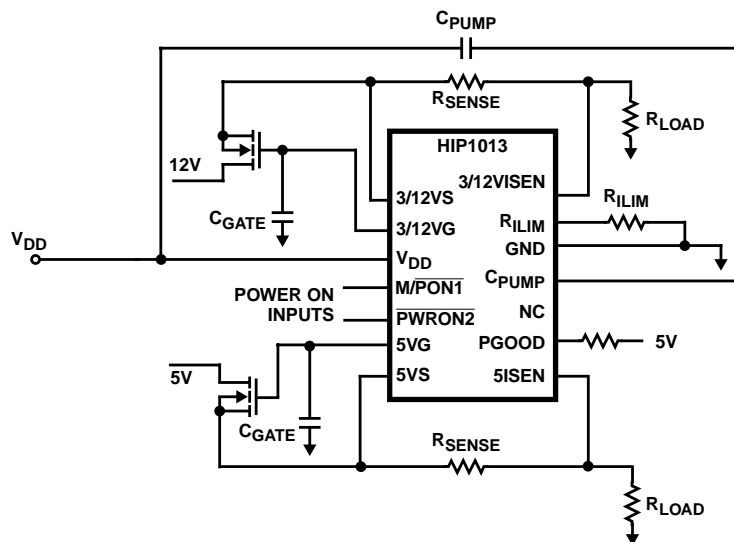 CPUMP
RSENSE
RLOAD
HIP1013
12V
3/12VS
3/12VISEN
RILIM
CGATE
3/12VG
RILIM
VDD
VDD
GND
M/PON1
CPUMP
POWER ON
INPUTS
PWRON2
NC
5VG
PGOOD
5V
5V
5VS
5ISEN
CGATE
RSENSE
RLOAD